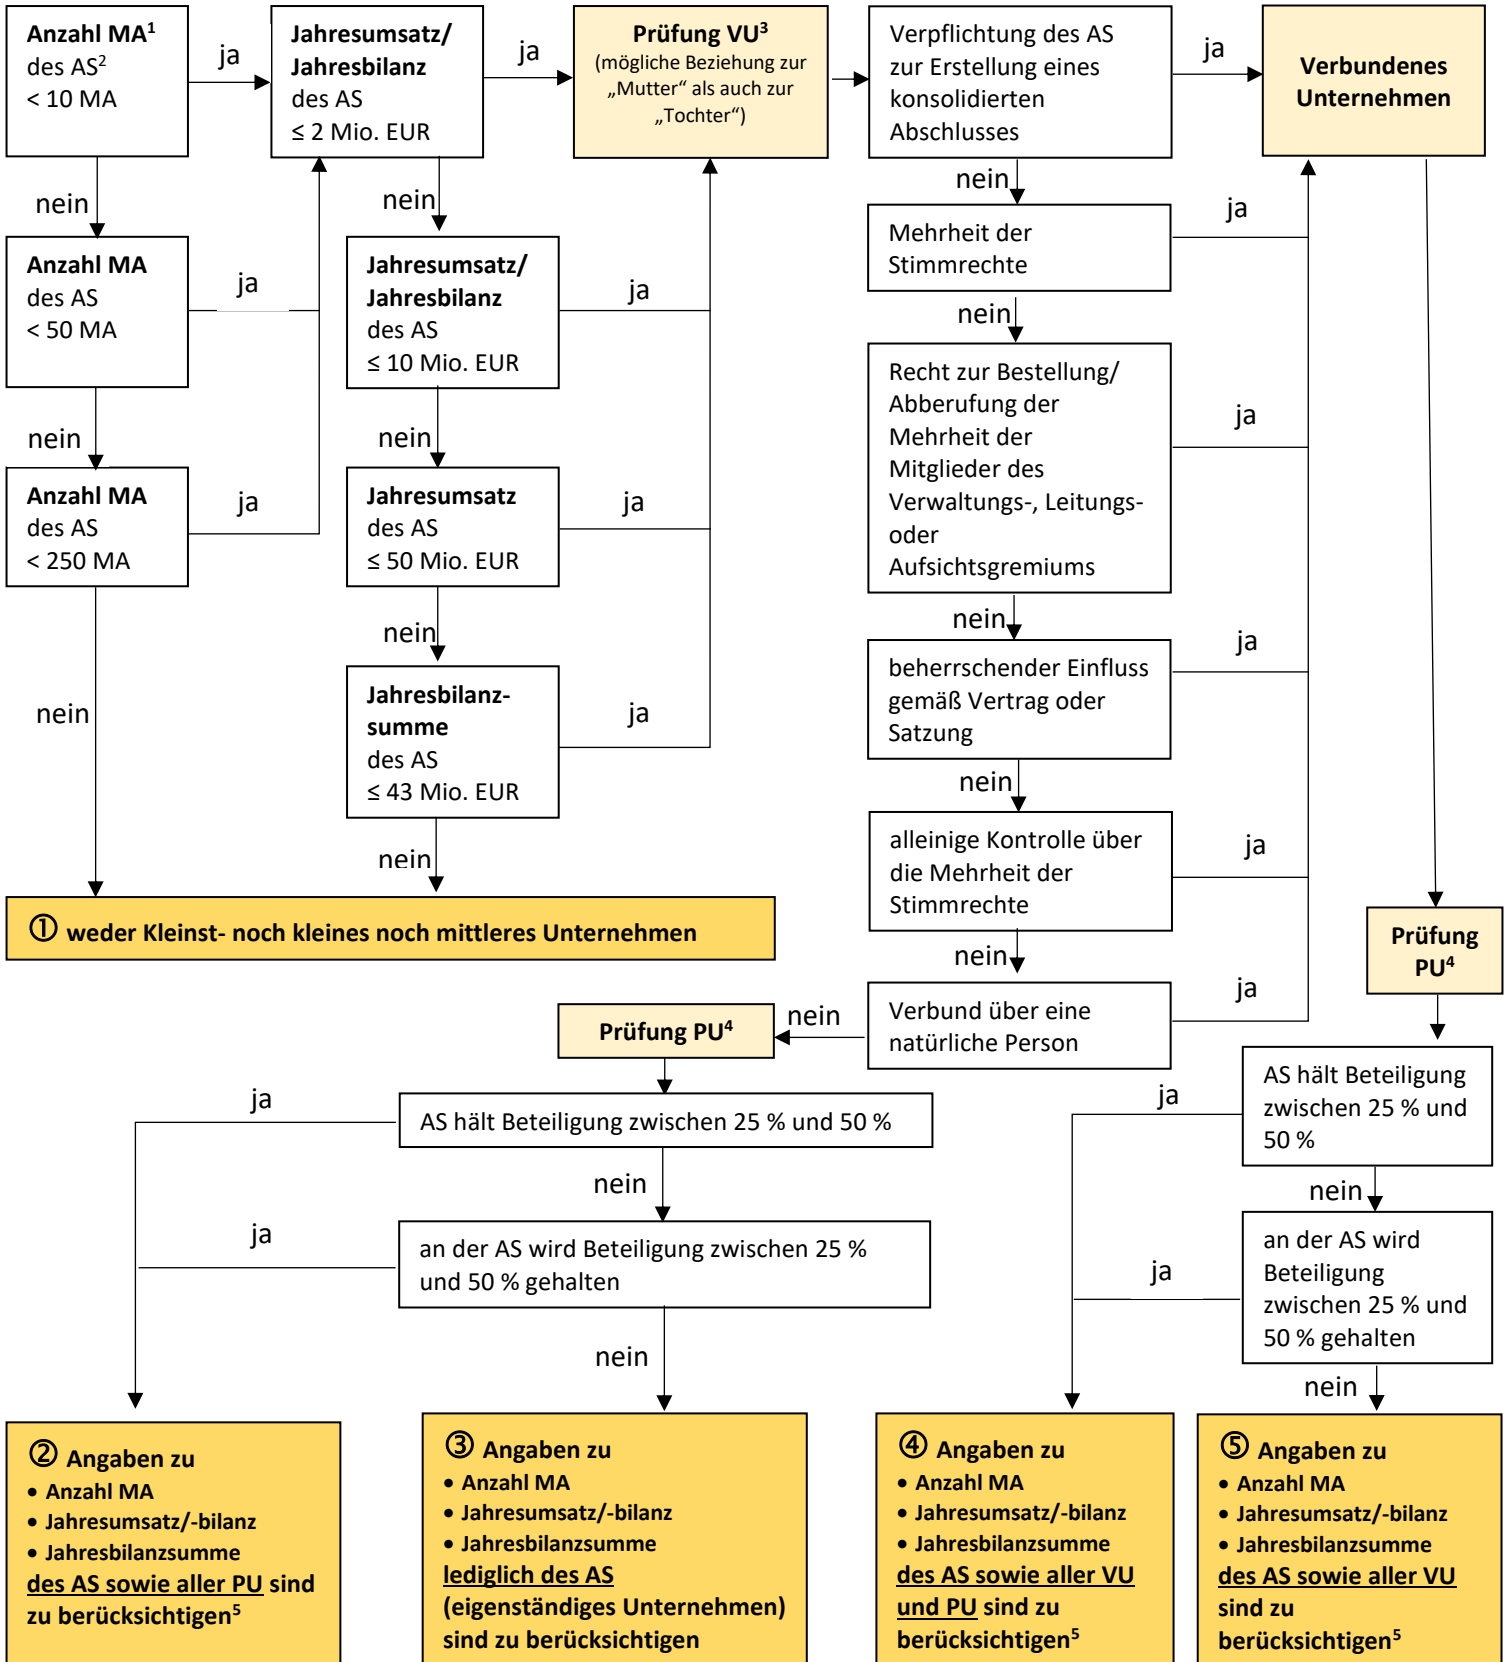 Anzahl MA¹
des AS²
< 10 MA
ja
Jahresumsatz/
Jahresbilanz
des AS
≤ 2 Mio. EUR
ja
Prüfung VU³
(mögliche Beziehung zur
„Mutter“ als auch zur
„Tochter“)
Verpflichtung des AS
zur Erstellung eines
konsolidierten
Abschlusses
ja
Verbundenes
Unternehmen
nein
nein
nein
Anzahl MA
des AS
< 50 MA
ja
Jahresumsatz/
Jahresbilanz
des AS
≤ 10 Mio. EUR
ja
Mehrheit der
Stimmrechte
ja
nein
nein
nein
Recht zur Bestellung/
Abberufung der
Mehrheit der
Mitglieder des
Verwaltungs-, Leitungs-
oder
Aufsichtsgremiums
ja
Anzahl MA
des AS
< 250 MA
ja
Jahresumsatz
des AS
≤ 50 Mio. EUR
ja
nein
nein
nein
Jahresbilanz-
summe
des AS
≤ 43 Mio. EUR
ja
beherrschender Einfluss
gemäß Vertrag oder
Satzung
ja
nein
nein
alleinige Kontrolle über
die Mehrheit der
Stimmrechte
ja
① weder Kleinst- noch kleines noch mittleres Unternehmen
nein
Prüfung
PU⁴
Verbund über eine
natürliche Person
ja
nein
Prüfung PU⁴
AS hält Beteiligung zwischen 25 % und 50 %
ja
nein
an der AS wird Beteiligung zwischen 25 %
und 50 % gehalten
ja
nein
AS hält Beteiligung
zwischen 25 % und
50 %
ja
nein
an der AS wird
Beteiligung
zwischen 25 % und
50 % gehalten
ja
nein
② Angaben zu
• Anzahl MA
• Jahresumsatz/-bilanz
• Jahresbilanzsumme
des AS sowie aller PU sind
zu berücksichtigen⁵
③ Angaben zu
• Anzahl MA
• Jahresumsatz/-bilanz
• Jahresbilanzsumme
lediglich des AS
(eigenständiges Unternehmen)
sind zu berücksichtigen
④ Angaben zu
• Anzahl MA
• Jahresumsatz/-bilanz
• Jahresbilanzsumme
des AS sowie aller VU
und PU sind zu
berücksichtigen⁵
⑤ Angaben zu
• Anzahl MA
• Jahresumsatz/-bilanz
• Jahresbilanzsumme
des AS sowie aller VU
sind zu
berücksichtigen⁵